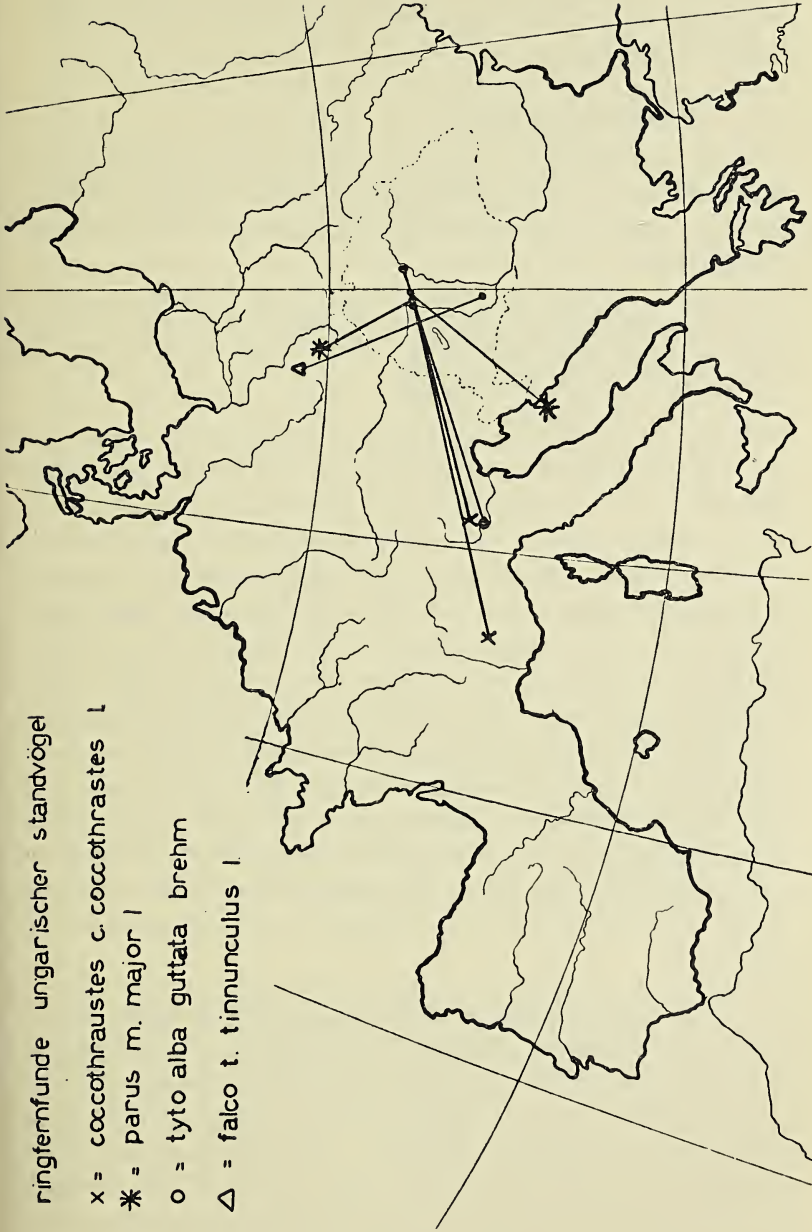 ringfernfunde ungarischer standvögel
x = coccothraustes c. coccothrastes L
✳ = parus m. major l
o = tyto alba guttata brehm
△ = falco t. tinnunculus l.